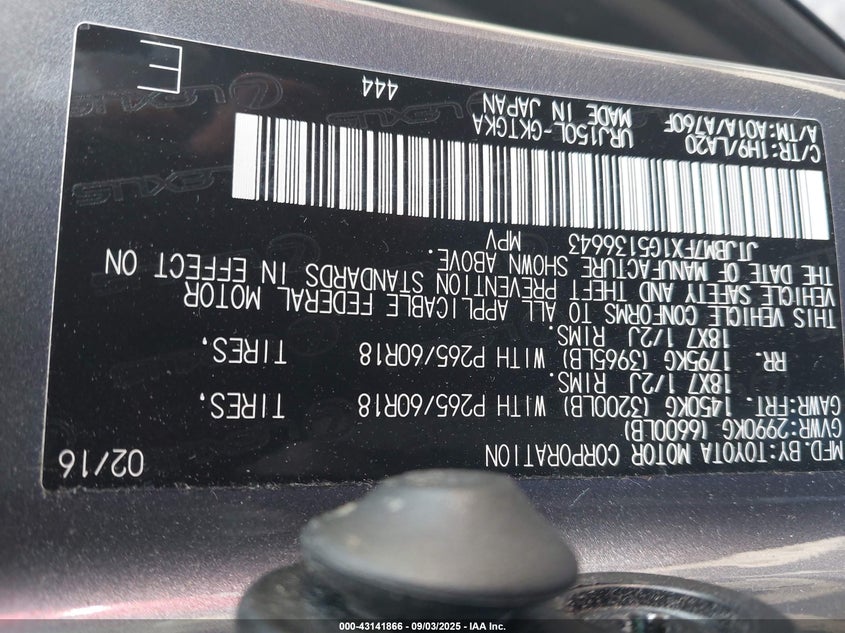 MFD. BY: TOYOTA MOTOR CORPORATION 02/16
GVWR: 2990KG (6600LB)
GAWR: FRT. 1450KG (3200LB) WITH P265/60R18 TIRES,
18X7 1/2J RIMS.
RR. 1795KG (3965LB) WITH P265/60R18 TIRES,
18X7 1/2J RIMS.
THIS VEHICLE CONFORMS TO ALL APPLICABLE FEDERAL MOTOR
VEHICLE SAFETY AND THEFT PREVENTION STANDARDS IN EFFECT ON
THE DATE OF MANUFACTURE SHOWN ABOVE.
JTJBM7FX1G5136643 MPV
C/TR: 1H9/LA20 URJ150L-GKTGKA 444 E
A/TM: A01A/A760F MADE IN JAPAN
LEXUS
000-43141866 - 09/03/2025 - IAA Inc.